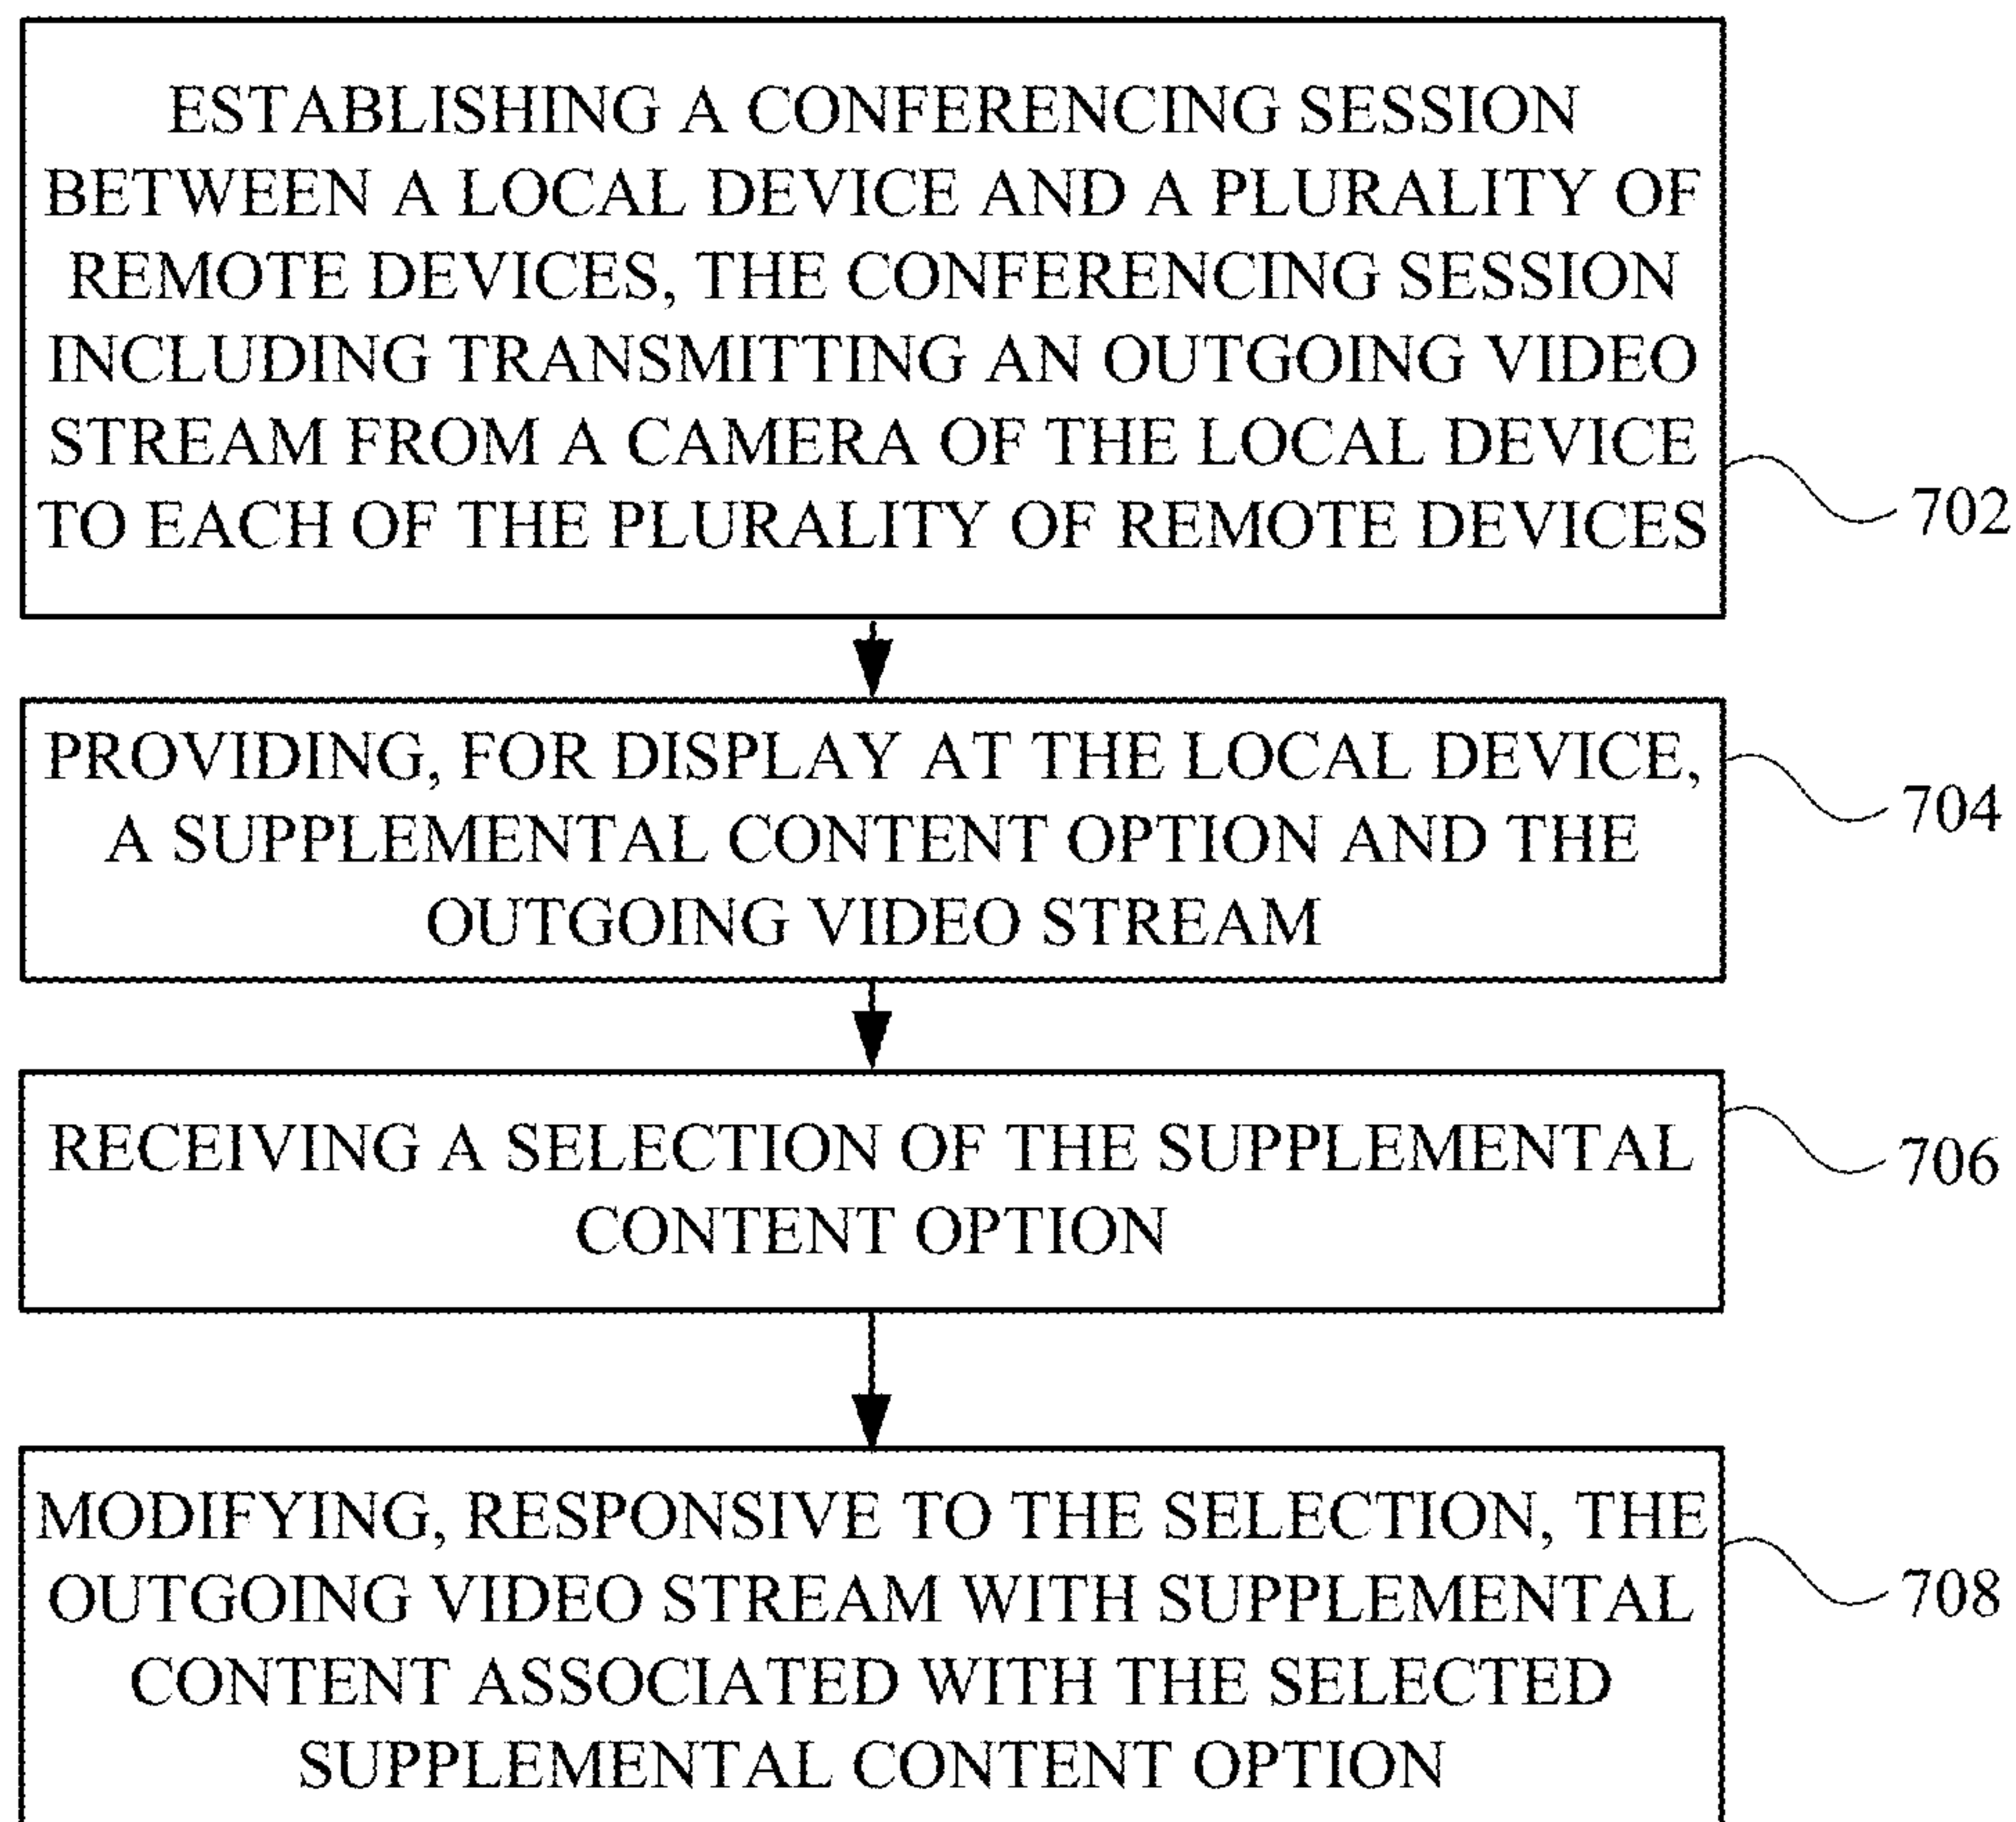 ESTABLISHING A CONFERENCING SESSION
BETWEEN A LOCAL DEVICE AND A PLURALITY OF
REMOTE DEVICES, THE CONFERENCING SESSION
INCLUDING TRANSMITTING AN OUTGOING VIDEO
STREAM FROM A CAMERA OF THE LOCAL DEVICE
TO EACH OF THE PLURALITY OF REMOTE DEVICES
702
PROVIDING, FOR DISPLAY AT THE LOCAL DEVICE,
A SUPPLEMENTAL CONTENT OPTION AND THE
OUTGOING VIDEO STREAM
704
RECEIVING A SELECTION OF THE SUPPLEMENTAL
CONTENT OPTION
706
MODIFYING, RESPONSIVE TO THE SELECTION, THE
OUTGOING VIDEO STREAM WITH SUPPLEMENTAL
CONTENT ASSOCIATED WITH THE SELECTED
SUPPLEMENTAL CONTENT OPTION
708